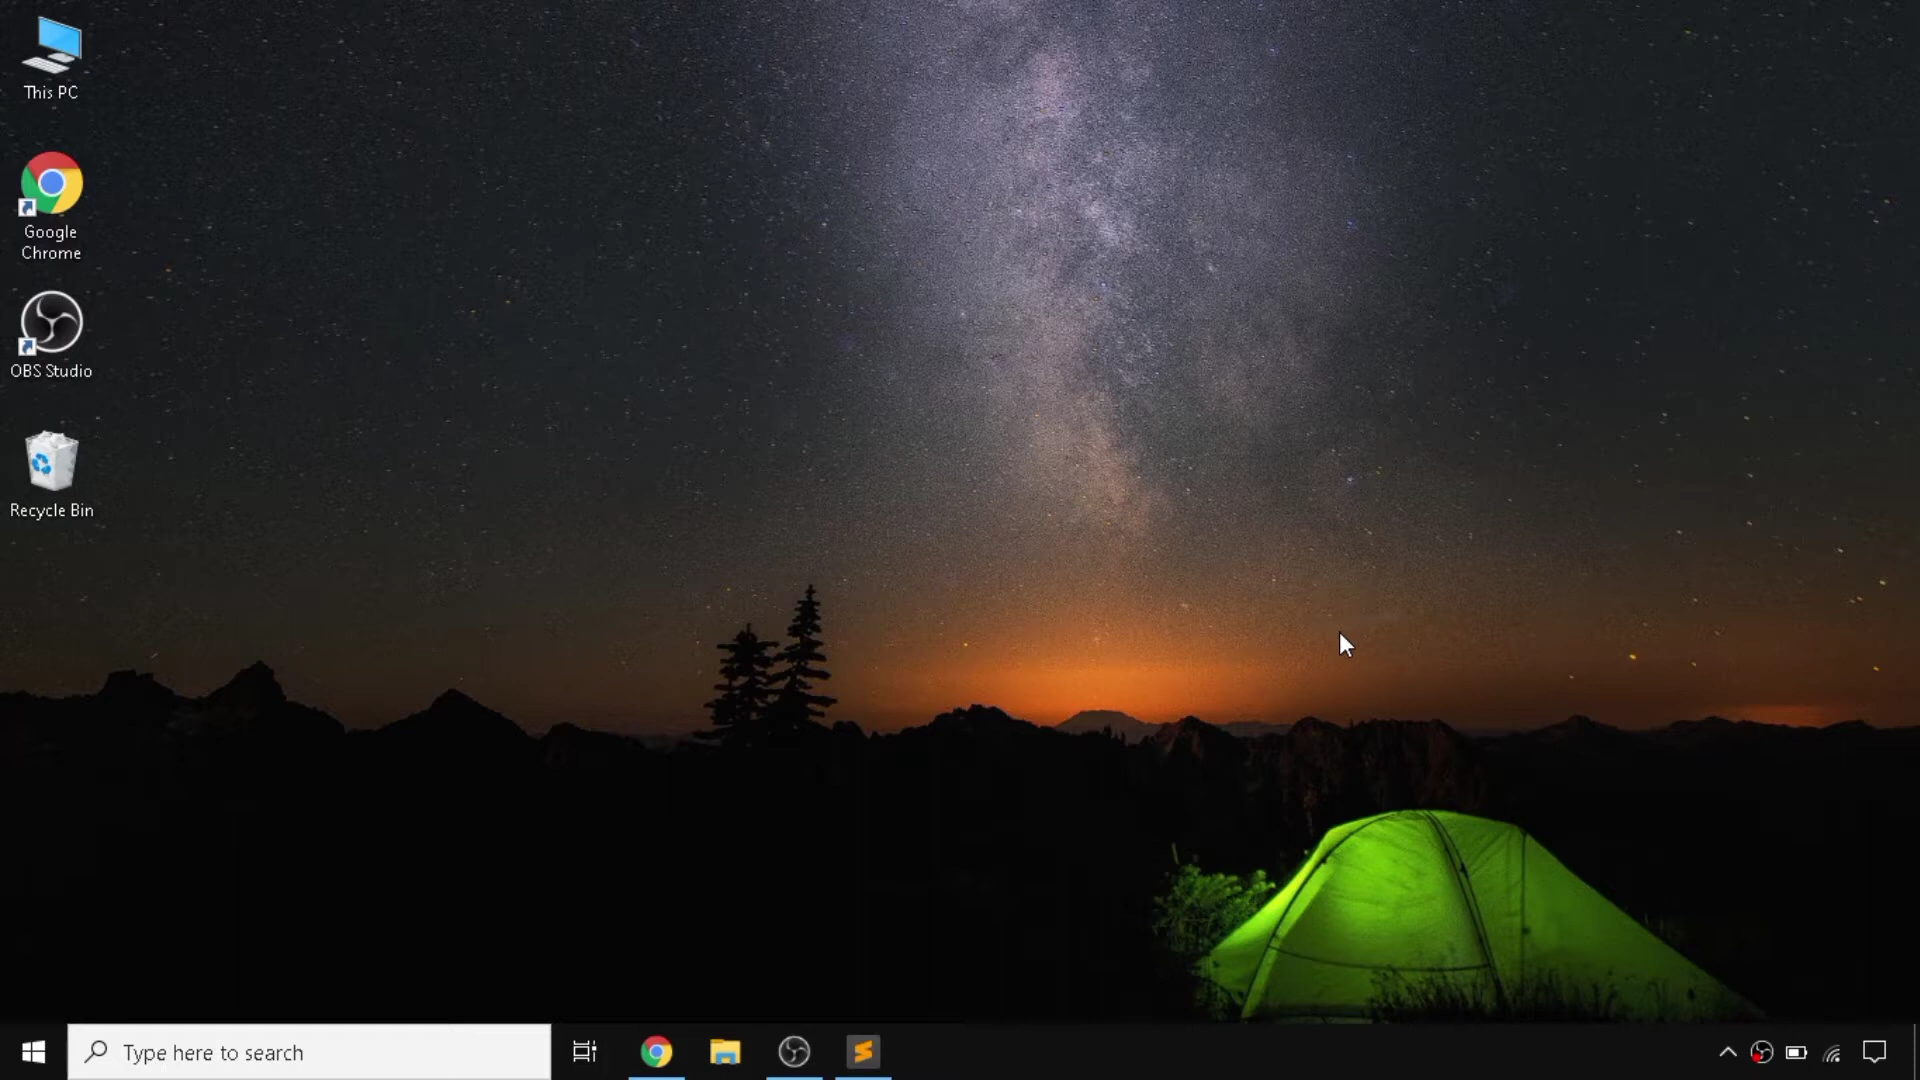 This PC
Google
Chrome
OBS Studio
Recycle Bin
Type here to search